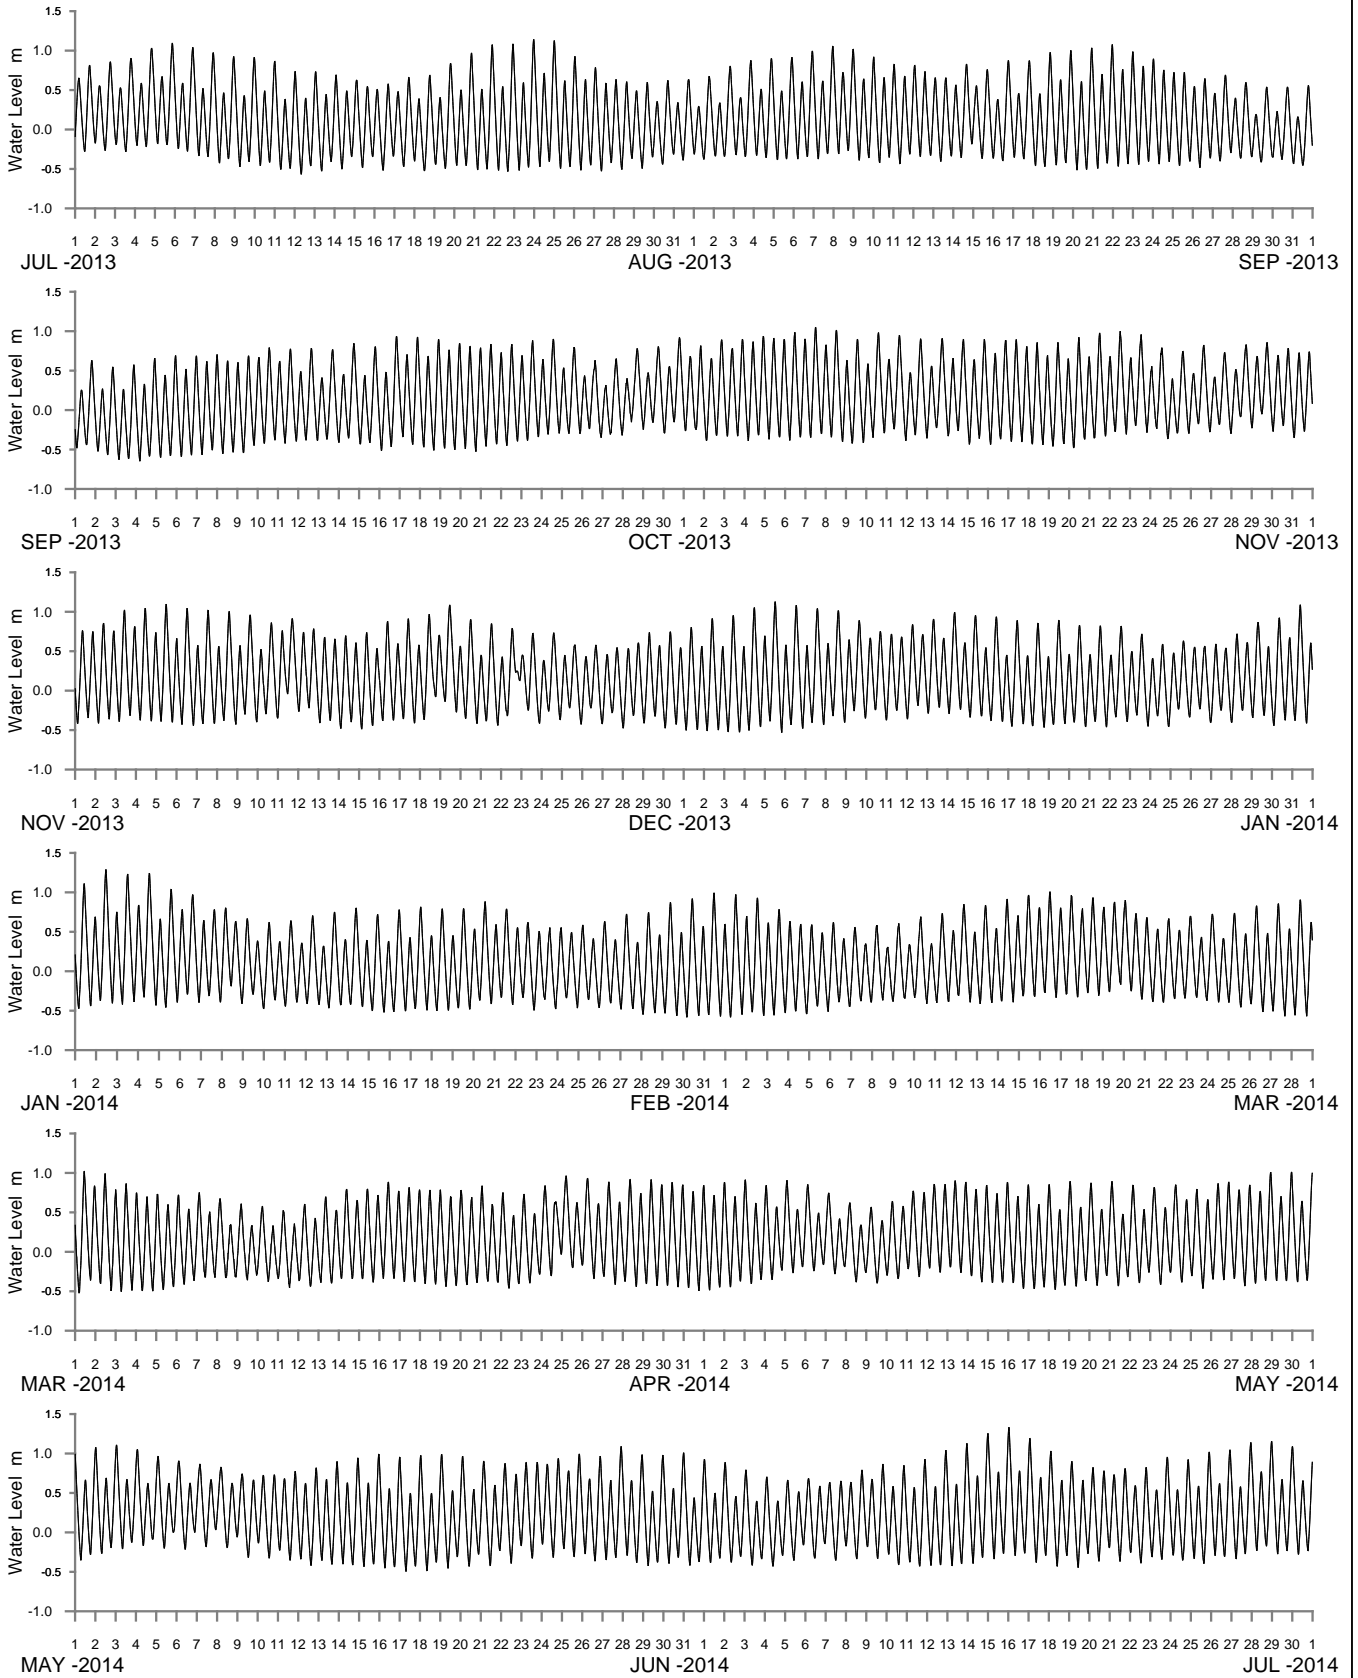 1.5
1.0
0.5
0.0
-0.5
-1.0
Water Level m
1 2 3 4 5 6 7 8 9 10 11 12 13 14 15 16 17 18 19 20 21 22 23 24 25 26 27 28 29 30 31 1 2 3 4 5 6 7 8 9 10 11 12 13 14 15 16 17 18 19 20 21 22 23 24 25 26 27 28 29 30 31 1
JUL -2013 AUG -2013 SEP -2013
1.5
1.0
0.5
0.0
-0.5
-1.0
Water Level m
1 2 3 4 5 6 7 8 9 10 11 12 13 14 15 16 17 18 19 20 21 22 23 24 25 26 27 28 29 30 1 2 3 4 5 6 7 8 9 10 11 12 13 14 15 16 17 18 19 20 21 22 23 24 25 26 27 28 29 30 31 1
SEP -2013 OCT -2013 NOV -2013
1.5
1.0
0.5
0.0
-0.5
-1.0
Water Level m
1 2 3 4 5 6 7 8 9 10 11 12 13 14 15 16 17 18 19 20 21 22 23 24 25 26 27 28 29 30 1 2 3 4 5 6 7 8 9 10 11 12 13 14 15 16 17 18 19 20 21 22 23 24 25 26 27 28 29 30 31 1
NOV -2013 DEC -2013 JAN -2014
1.5
1.0
0.5
0.0
-0.5
-1.0
Water Level m
1 2 3 4 5 6 7 8 9 10 11 12 13 14 15 16 17 18 19 20 21 22 23 24 25 26 27 28 29 30 31 1 2 3 4 5 6 7 8 9 10 11 12 13 14 15 16 17 18 19 20 21 22 23 24 25 26 27 28 1
JAN -2014 FEB -2014 MAR -2014
1.5
1.0
0.5
0.0
-0.5
-1.0
Water Level m
1 2 3 4 5 6 7 8 9 10 11 12 13 14 15 16 17 18 19 20 21 22 23 24 25 26 27 28 29 30 31 1 2 3 4 5 6 7 8 9 10 11 12 13 14 15 16 17 18 19 20 21 22 23 24 25 26 27 28 29 30 1
MAR -2014 APR -2014 MAY -2014
1.5
1.0
0.5
0.0
-0.5
-1.0
Water Level m
1 2 3 4 5 6 7 8 9 10 11 12 13 14 15 16 17 18 19 20 21 22 23 24 25 26 27 28 29 30 31 1 2 3 4 5 6 7 8 9 10 11 12 13 14 15 16 17 18 19 20 21 22 23 24 25 26 27 28 29 30 1
MAY -2014 JUN -2014 JUL -2014